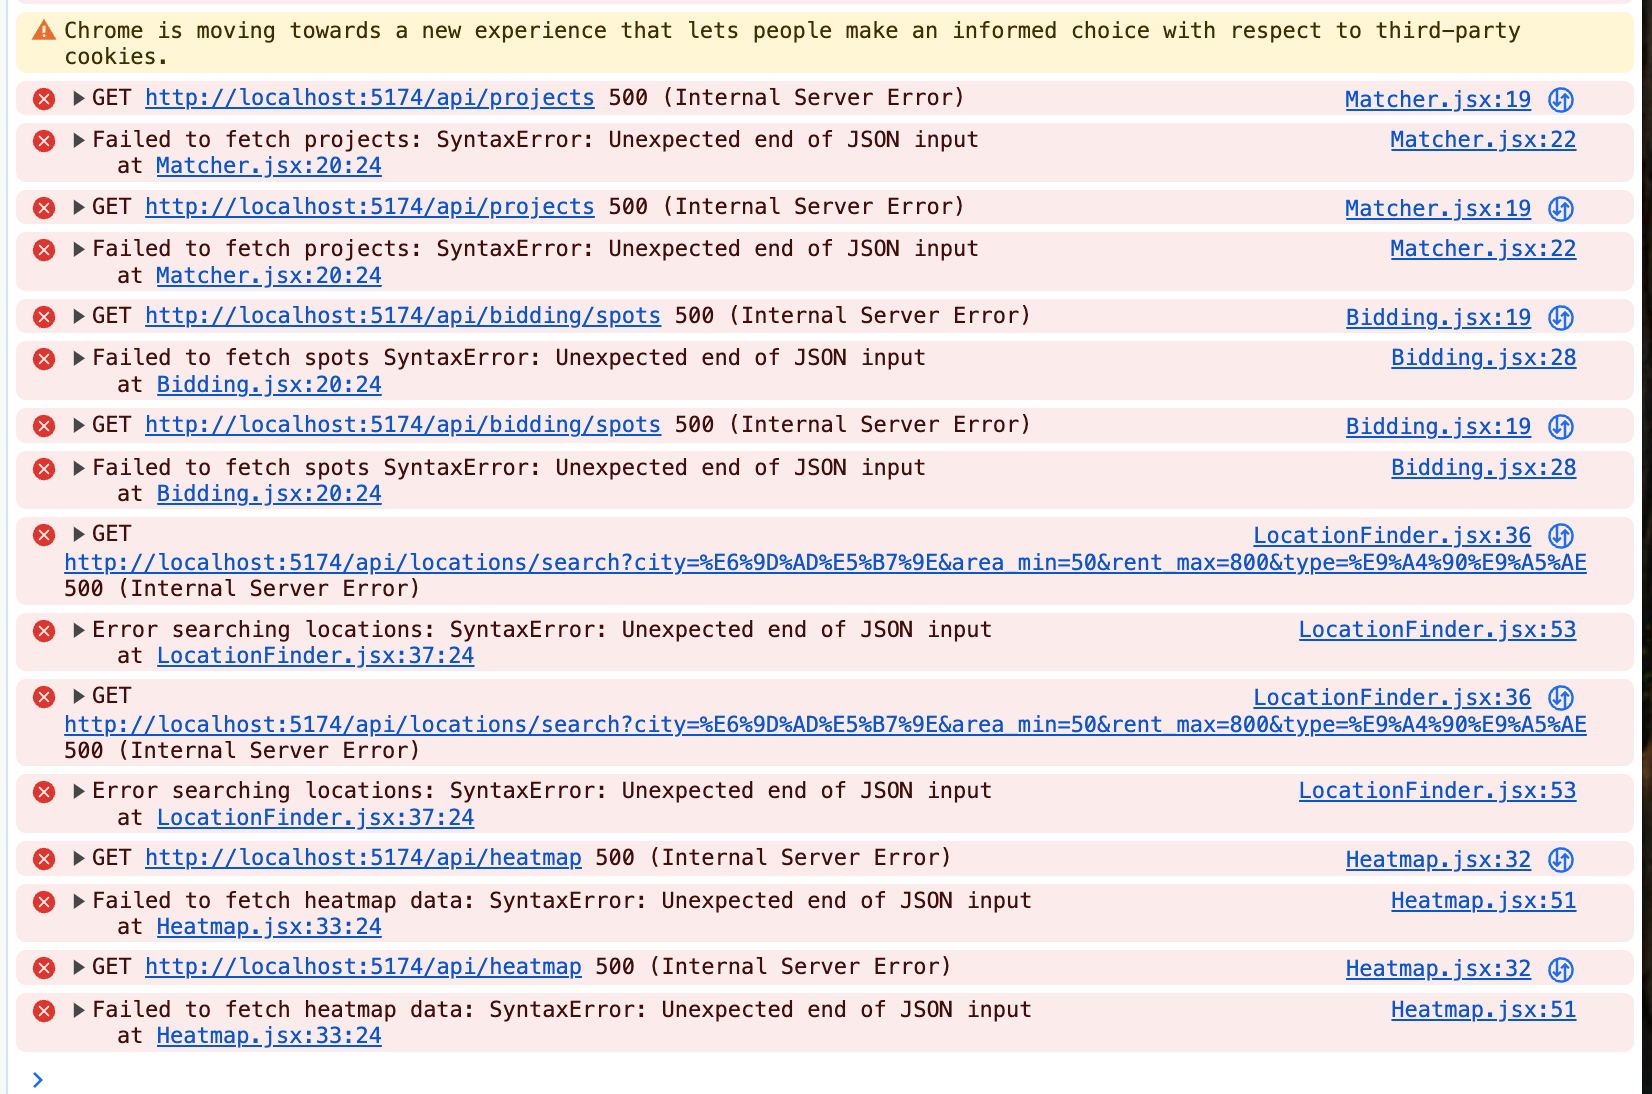 Chrome is moving towards a new experience that lets people make an informed choice with respect to third-party
cookies.
GET http://localhost:5174/api/projects 500 (Internal Server Error) Matcher.jsx:19
Failed to fetch projects: SyntaxError: Unexpected end of JSON input Matcher.jsx:22
at Matcher.jsx:20:24
GET http://localhost:5174/api/projects 500 (Internal Server Error) Matcher.jsx:19
Failed to fetch projects: SyntaxError: Unexpected end of JSON input Matcher.jsx:22
at Matcher.jsx:20:24
GET http://localhost:5174/api/bidding/spots 500 (Internal Server Error) Bidding.jsx:19
Failed to fetch spots SyntaxError: Unexpected end of JSON input Bidding.jsx:28
at Bidding.jsx:20:24
GET http://localhost:5174/api/bidding/spots 500 (Internal Server Error) Bidding.jsx:19
Failed to fetch spots SyntaxError: Unexpected end of JSON input Bidding.jsx:28
at Bidding.jsx:20:24
GET LocationFinder.jsx:36
http://localhost:5174/api/locations/search?city=%E6%9D%AD%E5%B7%9E&area_min=50&rent_max=800&type=%E9%A4%90%E9%A5%AE
500 (Internal Server Error)
Error searching locations: SyntaxError: Unexpected end of JSON input LocationFinder.jsx:53
at LocationFinder.jsx:37:24
GET LocationFinder.jsx:36
http://localhost:5174/api/locations/search?city=%E6%9D%AD%E5%B7%9E&area_min=50&rent_max=800&type=%E9%A4%90%E9%A5%AE
500 (Internal Server Error)
Error searching locations: SyntaxError: Unexpected end of JSON input LocationFinder.jsx:53
at LocationFinder.jsx:37:24
GET http://localhost:5174/api/heatmap 500 (Internal Server Error) Heatmap.jsx:32
Failed to fetch heatmap data: SyntaxError: Unexpected end of JSON input Heatmap.jsx:51
at Heatmap.jsx:33:24
GET http://localhost:5174/api/heatmap 500 (Internal Server Error) Heatmap.jsx:32
Failed to fetch heatmap data: SyntaxError: Unexpected end of JSON input Heatmap.jsx:51
at Heatmap.jsx:33:24